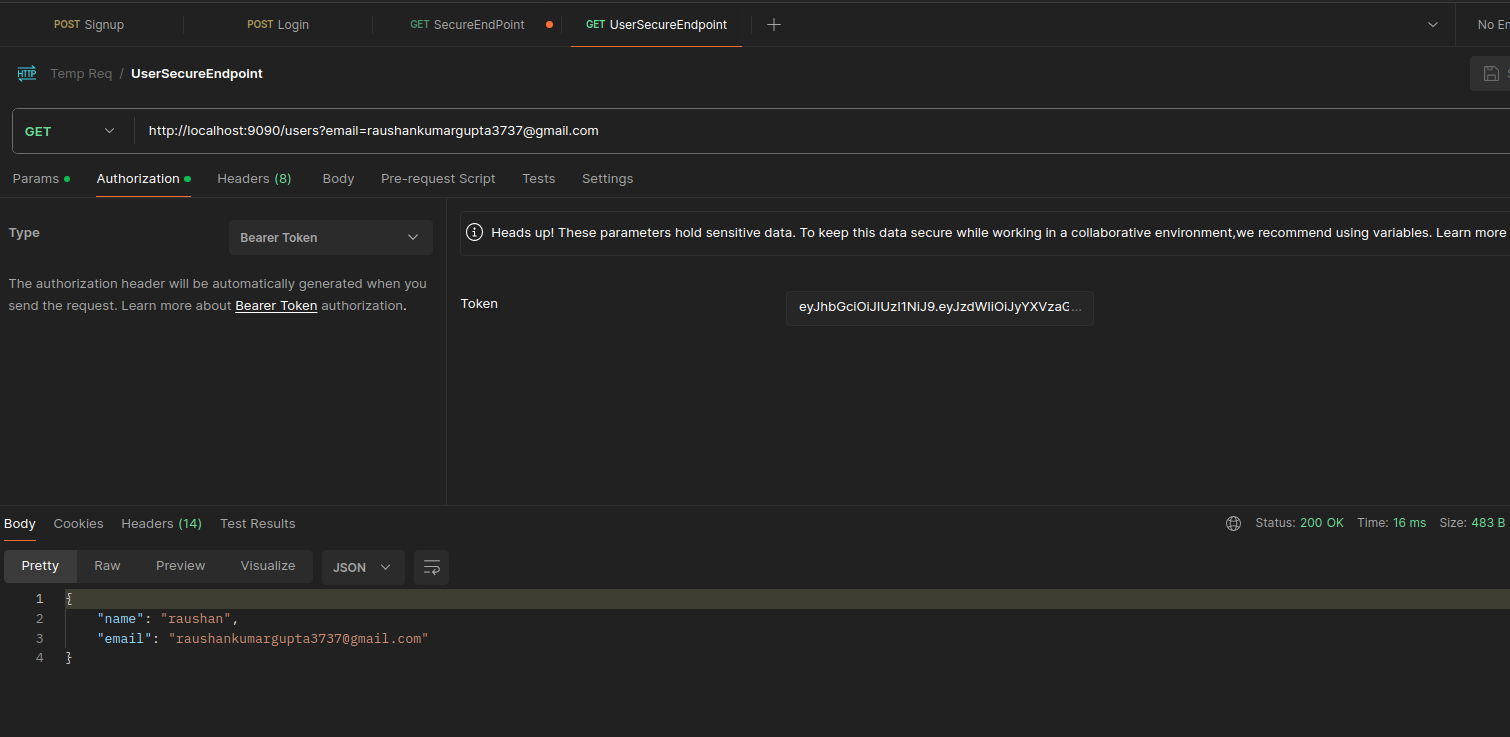 POST Signup
POST Login
GET SecureEndPoint
GET UserSecureEndpoint
No En
HTTP Temp Req / UserSecureEndpoint
GET http://localhost:9090/users?email=raushankumargupta3737@gmail.com
Params Authorization Headers (8) Body Pre-request Script Tests Settings
Type Bearer Token
The authorization header will be automatically generated when you
send the request. Learn more about Bearer Token authorization.
Heads up! These parameters hold sensitive data. To keep this data secure while working in a collaborative environment,we recommend using variables. Learn more
Token eyJhbGciOiJIUzI1NiJ9.eyJzdWIiOiJyYXVzaG...
Body Cookies Headers (14) Test Results
Status: 200 OK Time: 16 ms Size: 483 B
Pretty Raw Preview Visualize JSON
1 {
2 "name": "raushan",
3 "email": "raushankumargupta3737@gmail.com"
4 }